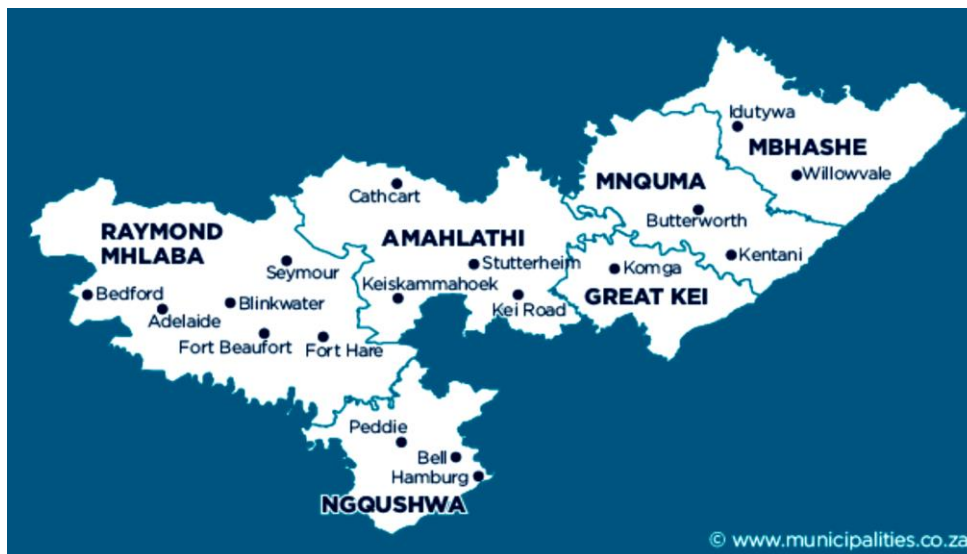 Idutywa
MBHASHE
Willowvale
MNQUMA
Butterworth
Kentani
Cathcart
AMAHLATHI
Stutterheim
Keiskammahoek
Kei Road
Komga
GREAT KEI
RAYMOND
MHLABA
Seymour
Bedford
Blinkwater
Adelaide
Fort Beaufort
Fort Hare
Peddie
Bell
Hamburg
NGQUSHWA
© www.municipalities.co.za